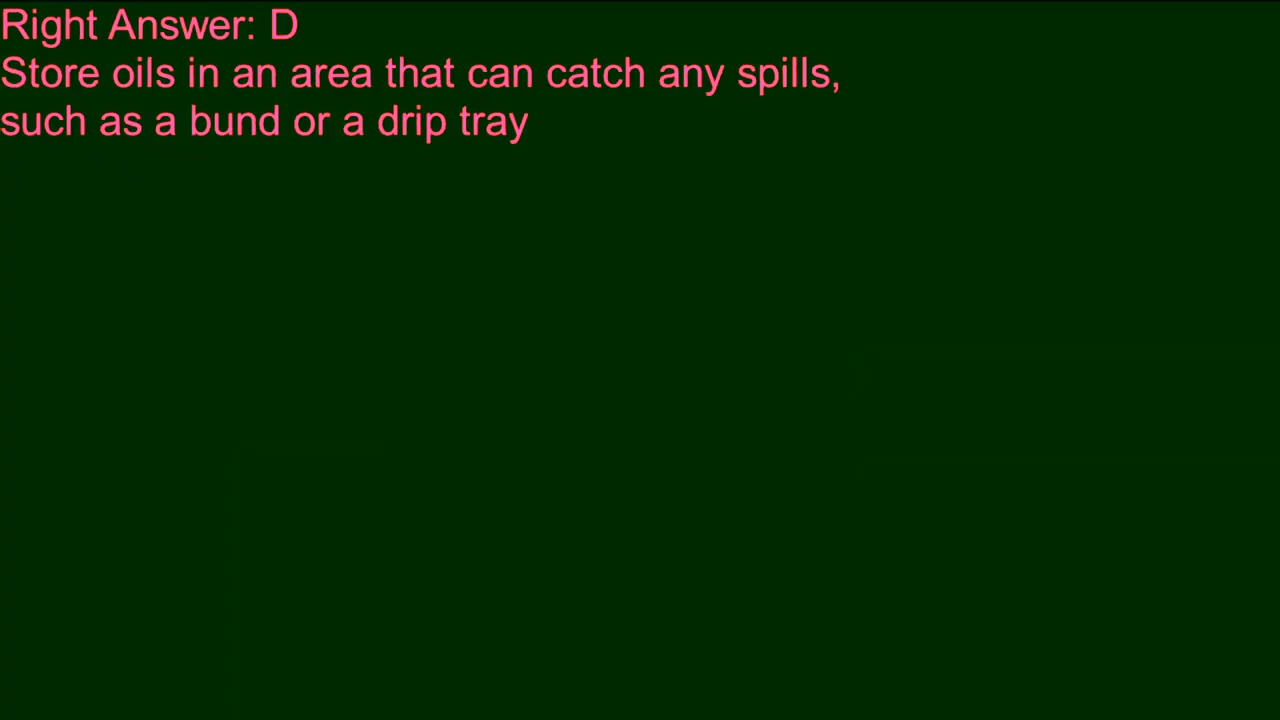 Right Answer: D
Store oils in an area that can catch any spills,
such as a bund or a drip tray